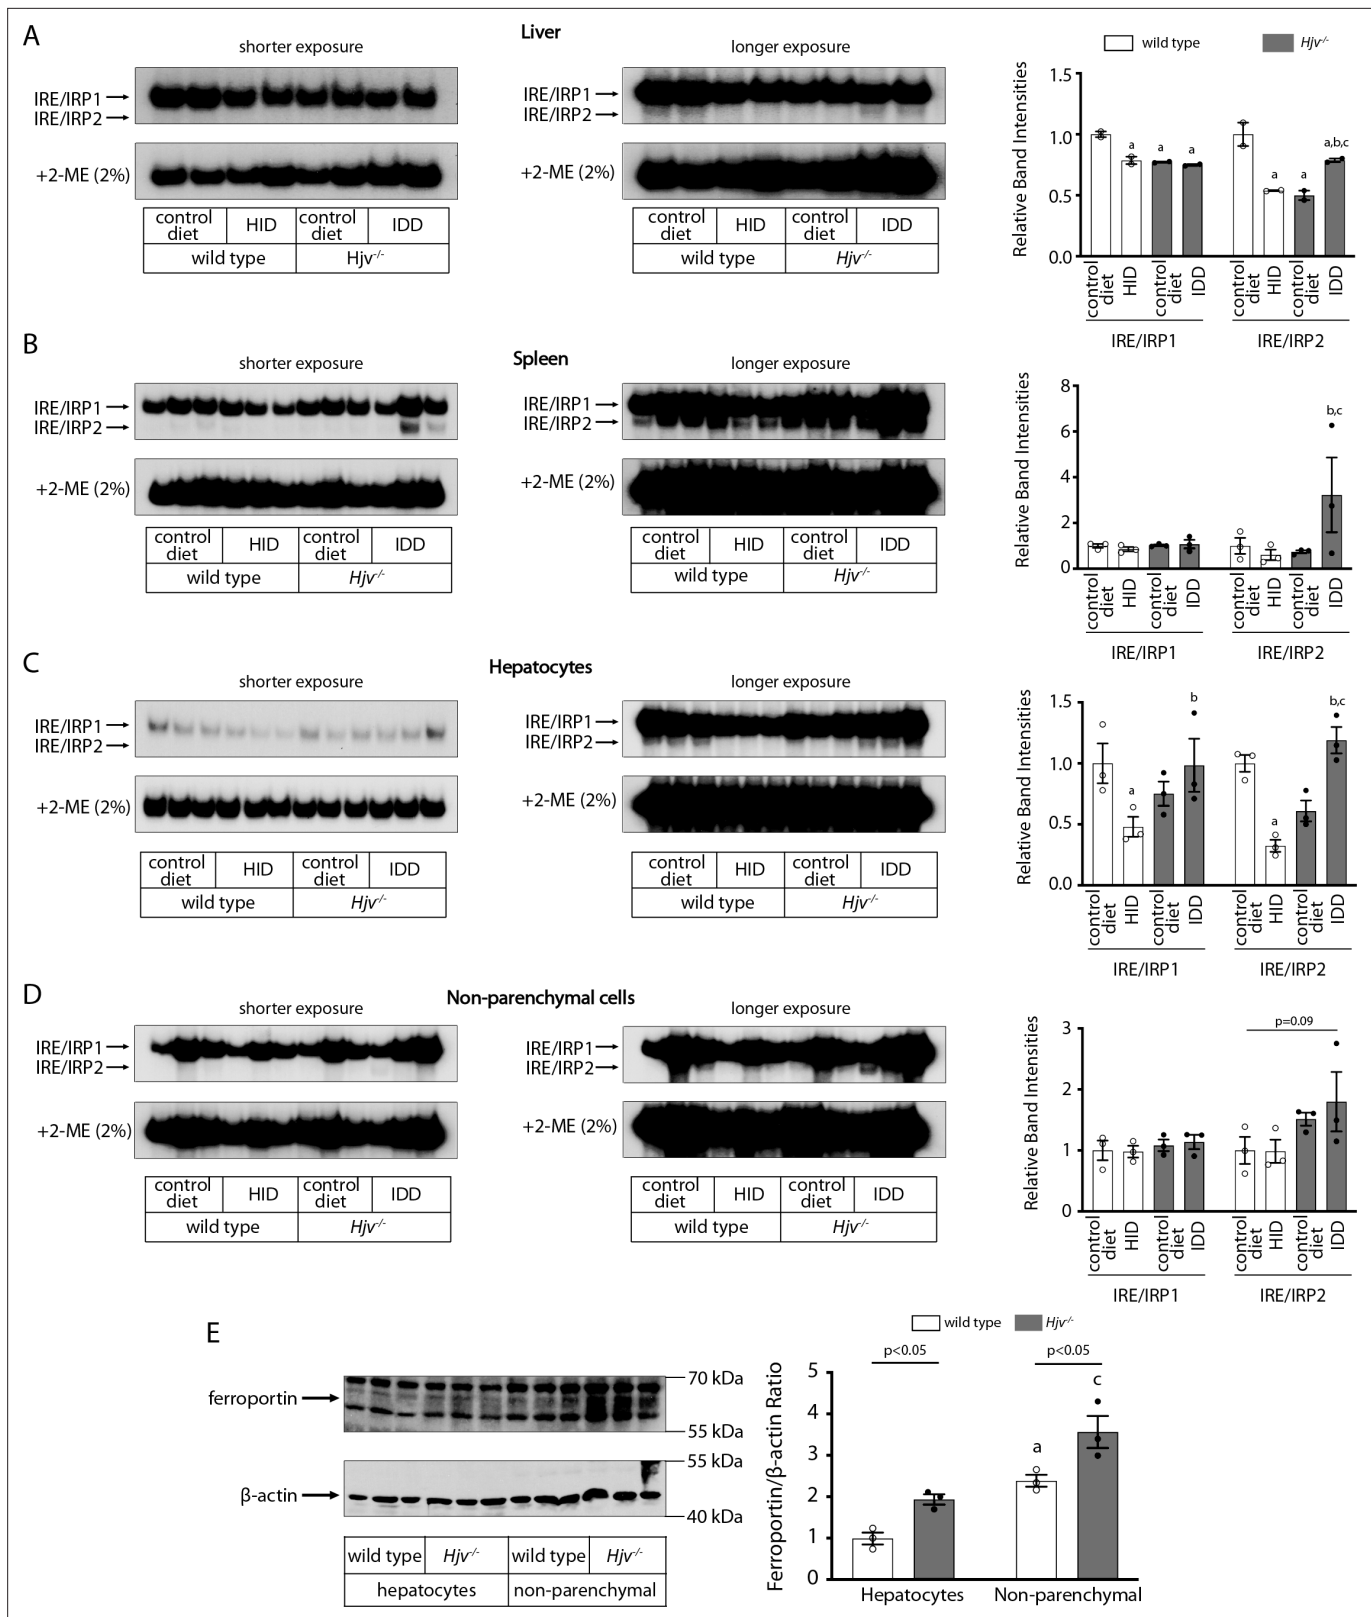 A
Liver
shorter exposure
longer exposure
IRE/IRP1
IRE/IRP2
+2-ME (2%)
control diet HID control diet IDD
wild type Hjv-/-
IRE/IRP1
IRE/IRP2
+2-ME (2%)
control diet HID control diet IDD
wild type Hjv-/-
wild type Hjv-/-
Relative Band Intensities
1.5
1.0
0.5
0.0
a a a
a a a,b,c
control diet HID control diet IDD control diet HID control diet IDD
IRE/IRP1 IRE/IRP2
B
Spleen
shorter exposure
longer exposure
IRE/IRP1
IRE/IRP2
+2-ME (2%)
control diet HID control diet IDD
wild type Hjv-/-
IRE/IRP1
IRE/IRP2
+2-ME (2%)
control diet HID control diet IDD
wild type Hjv-/-
Relative Band Intensities
8
6
4
2
0
b,c
control diet HID control diet IDD control diet HID control diet IDD
IRE/IRP1 IRE/IRP2
C
Hepatocytes
shorter exposure
longer exposure
IRE/IRP1
IRE/IRP2
+2-ME (2%)
control diet HID control diet IDD
wild type Hjv-/-
IRE/IRP1
IRE/IRP2
+2-ME (2%)
control diet HID control diet IDD
wild type Hjv-/-
Relative Band Intensities
1.5
1.0
0.5
0.0
a b
a b,c
control diet HID control diet IDD control diet HID control diet IDD
IRE/IRP1 IRE/IRP2
D
Non-parenchymal cells
shorter exposure
longer exposure
IRE/IRP1
IRE/IRP2
+2-ME (2%)
control diet HID control diet IDD
wild type Hjv-/-
IRE/IRP1
IRE/IRP2
+2-ME (2%)
control diet HID control diet IDD
wild type Hjv-/-
Relative Band Intensities
3
2
1
0
p=0.09
control diet HID control diet IDD control diet HID control diet IDD
IRE/IRP1 IRE/IRP2
E
ferroportin
70 kDa
55 kDa
β-actin
55 kDa
40 kDa
wild type Hjv-/- wild type Hjv-/-
hepatocytes non-parenchymal
wild type Hjv-/-
Ferroportin/β-actin Ratio
5
4
3
2
1
0
p<0.05 p<0.05
a c
Hepatocytes Non-parenchymal